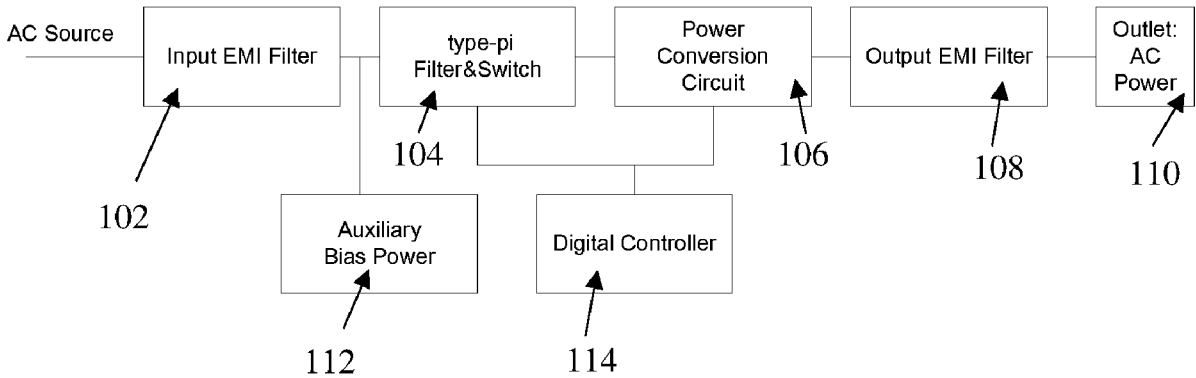 AC Source
Input EMI Filter
type-pi
Filter&Switch
Power
Conversion
Circuit
Output EMI Filter
Outlet:
AC
Power
102
104
106
108
110
Auxiliary
Bias Power
Digital Controller
112
114